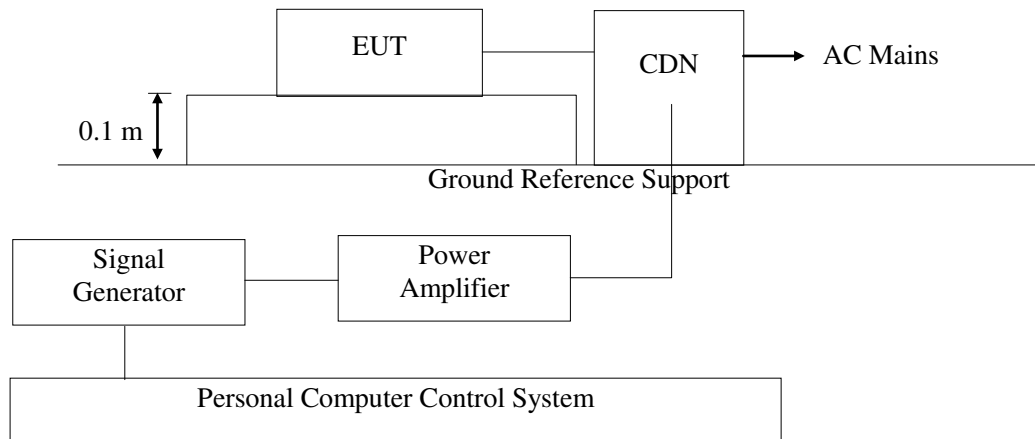 EUT
CDN
AC Mains
0.1 m
Ground Reference Support
Signal
Generator
Power
Amplifier
Personal Computer Control System